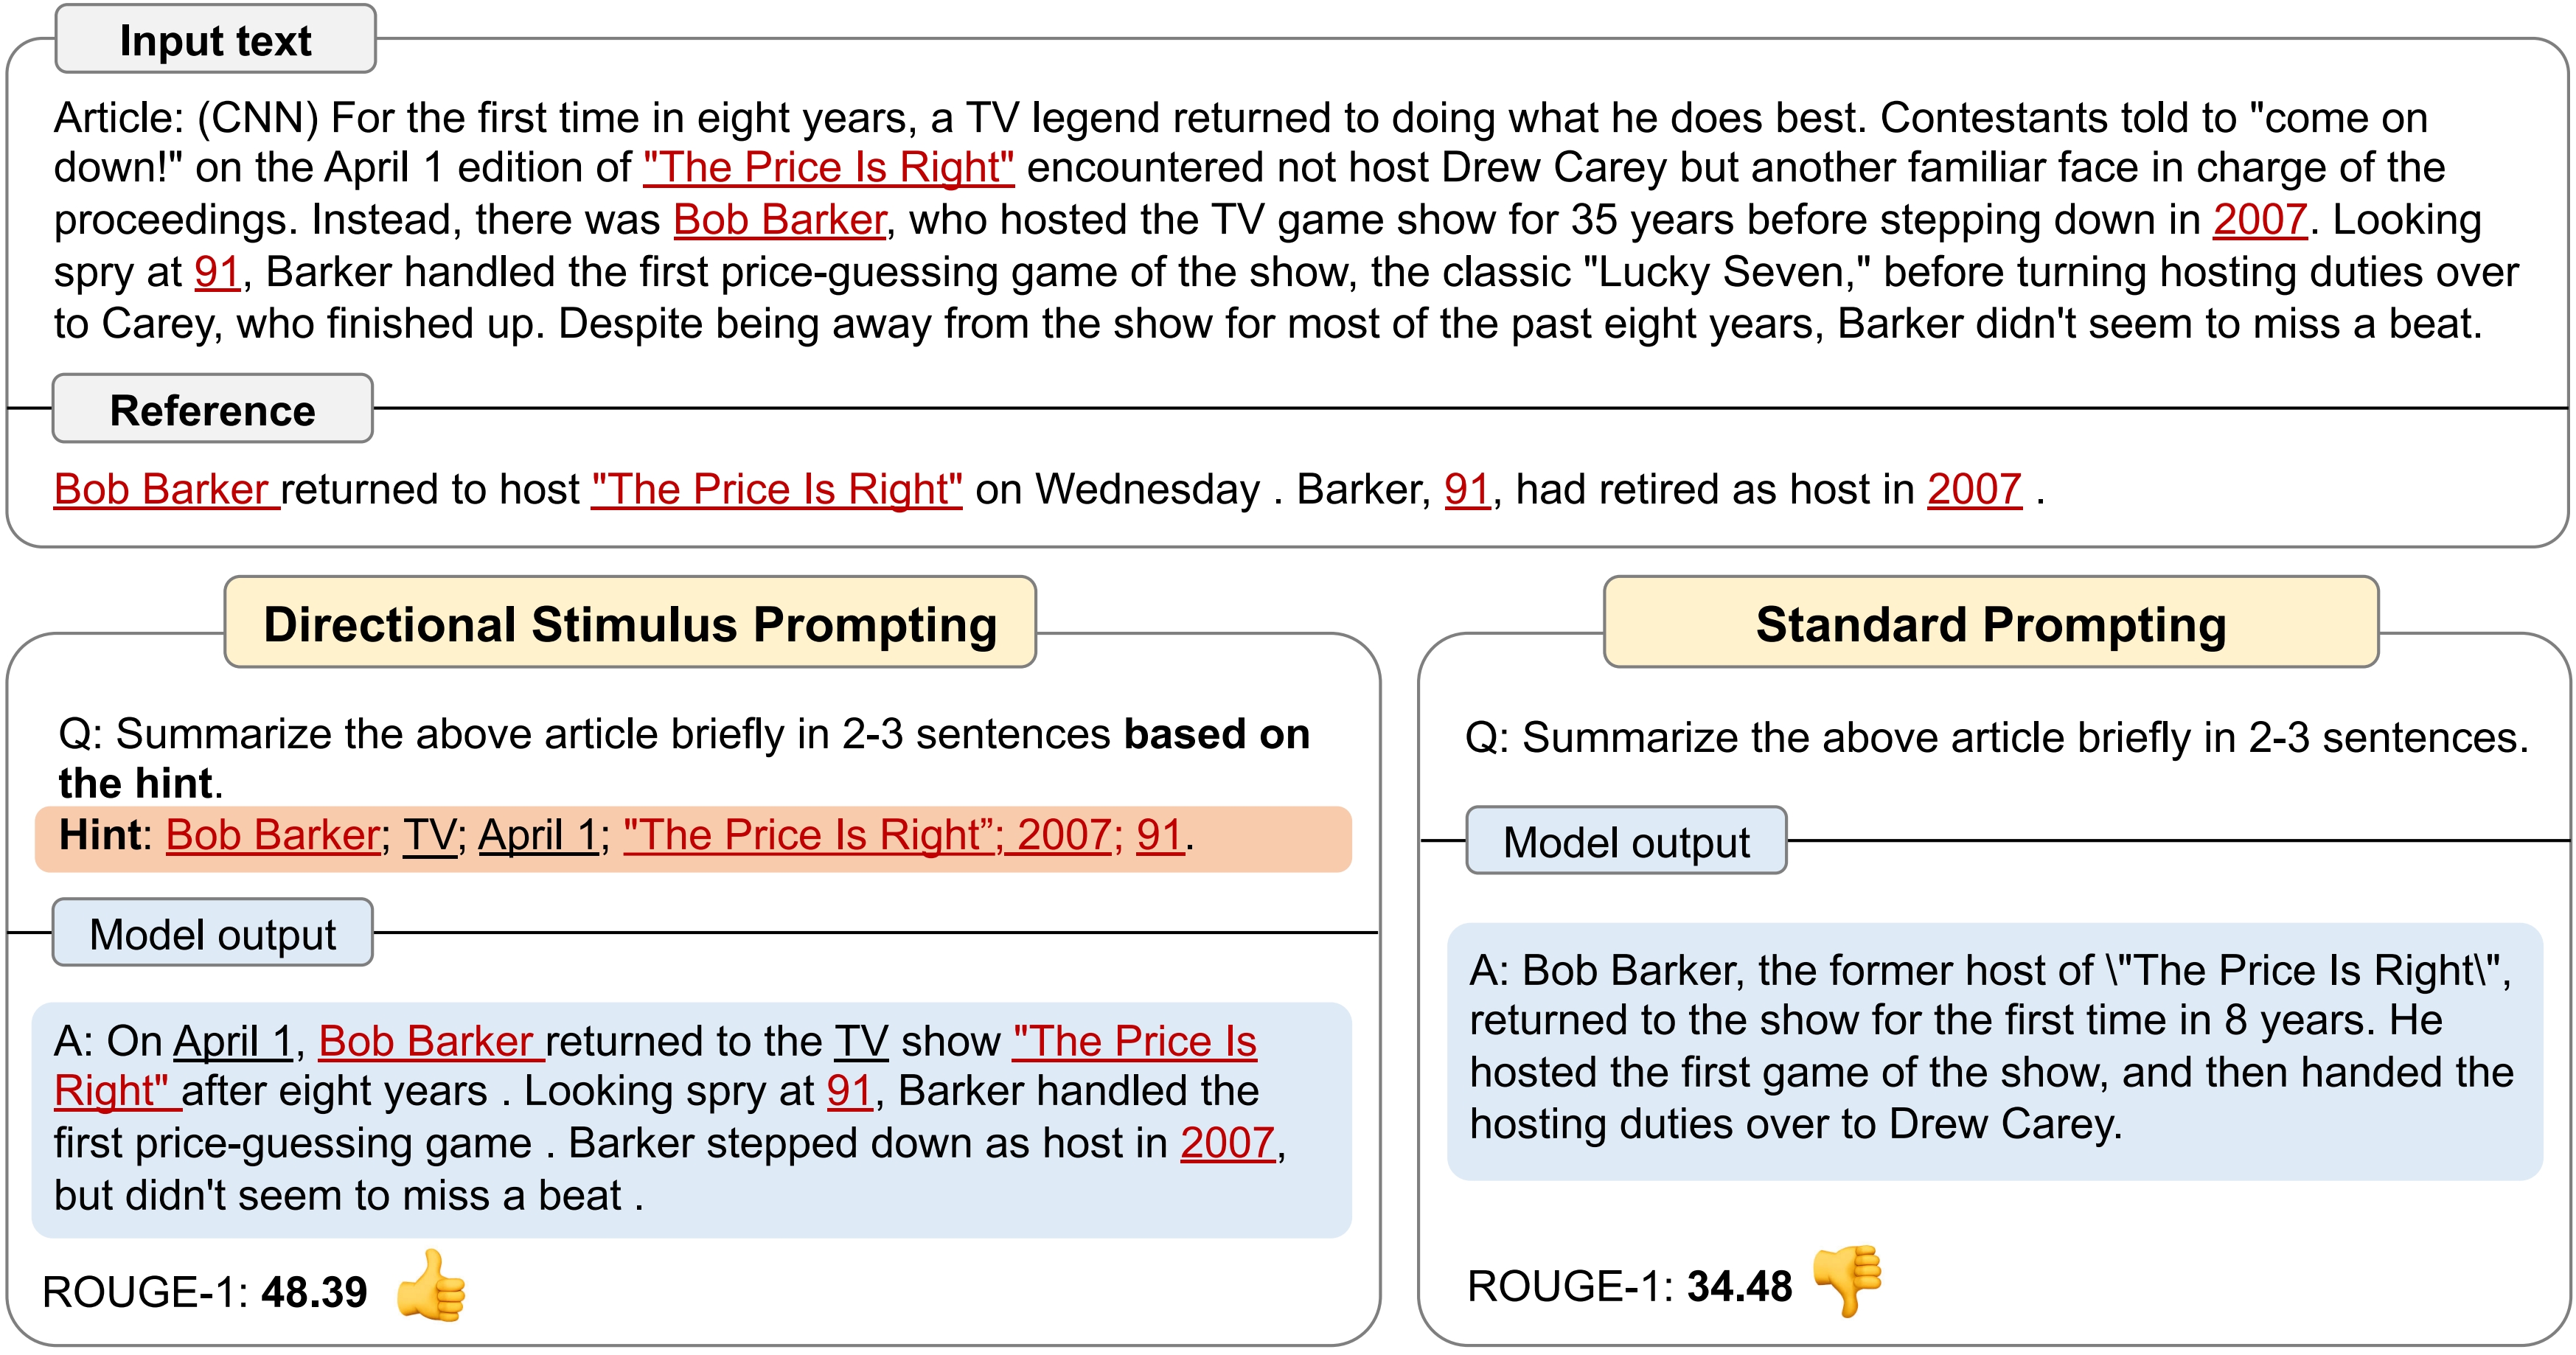 Input text
Article: (CNN) For the first time in eight years, a TV legend returned to doing what he does best. Contestants told to "come on
down!" on the April 1 edition of "The Price Is Right" encountered not host Drew Carey but another familiar face in charge of the
proceedings. Instead, there was Bob Barker, who hosted the TV game show for 35 years before stepping down in 2007. Looking
spry at 91, Barker handled the first price-guessing game of the show, the classic "Lucky Seven," before turning hosting duties over
to Carey, who finished up. Despite being away from the show for most of the past eight years, Barker didn't seem to miss a beat.
Reference
Bob Barker returned to host "The Price Is Right" on Wednesday . Barker, 91, had retired as host in 2007 .
Directional Stimulus Prompting
Q: Summarize the above article briefly in 2-3 sentences based on
the hint.
Hint: Bob Barker; TV; April 1; "The Price Is Right”; 2007; 91.
Model output
A: On April 1, Bob Barker returned to the TV show "The Price Is
Right" after eight years . Looking spry at 91, Barker handled the
first price-guessing game . Barker stepped down as host in 2007,
but didn't seem to miss a beat .
ROUGE-1: 48.39
Standard Prompting
Q: Summarize the above article briefly in 2-3 sentences.
Model output
A: Bob Barker, the former host of \"The Price Is Right\",
returned to the show for the first time in 8 years. He
hosted the first game of the show, and then handed the
hosting duties over to Drew Carey.
ROUGE-1: 34.48